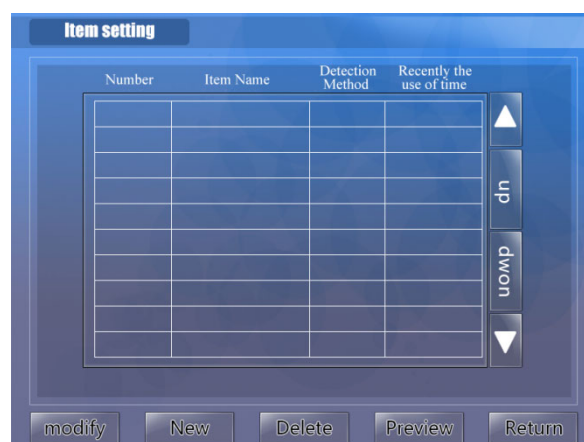 Item setting
Number Item Name Detection Method Recently the use of time
up
dwon
modify New Delete Preview Return